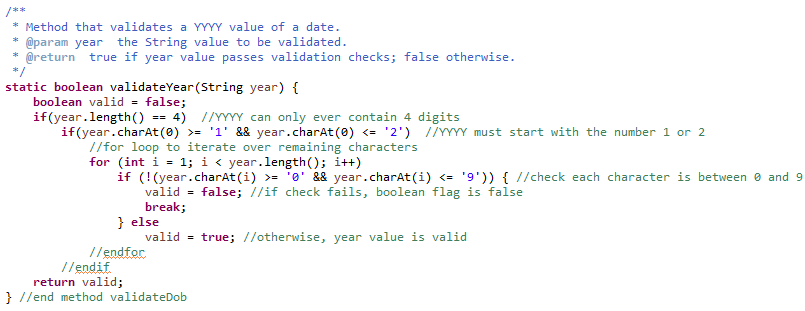 /**
 * Method that validates a YYYY value of a date.
 * @param year  the String value to be validated.
 * @return  true if year value passes validation checks; false otherwise.
 */
static boolean validateYear(String year) {
    boolean valid = false;
    if(year.length() == 4)  //YYYY can only ever contain 4 digits
        if(year.charAt(0) >= '1' && year.charAt(0) <= '2')  //YYYY must start with the number 1 or 2
            //for loop to iterate over remaining characters
            for (int i = 1; i < year.length(); i++)
                if (!(year.charAt(i) >= '0' && year.charAt(i) <= '9')) { //check each character is between 0 and 9
                    valid = false; //if check fails, boolean flag is false
                    break;
                } else
                    valid = true; //otherwise, year value is valid
            //endfor
        //endif
    return valid;
} //end method validateDob